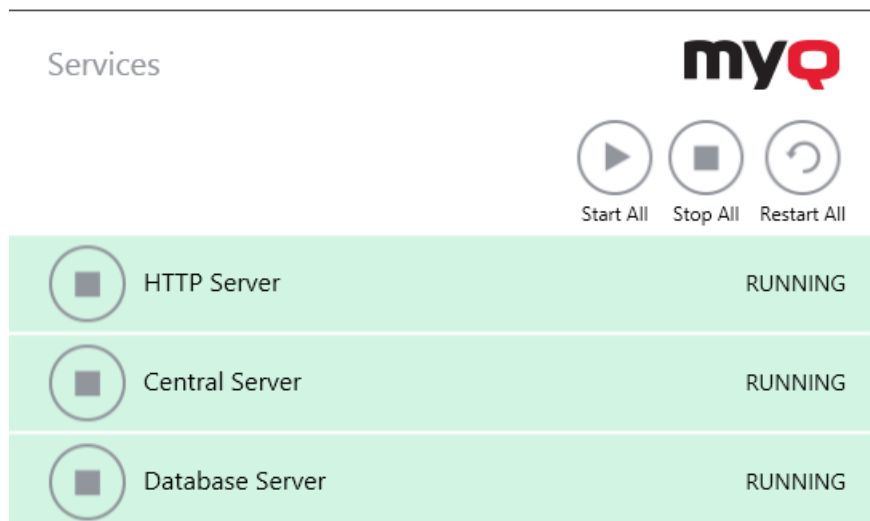 Services
myQ
Start All Stop All Restart All
HTTP Server RUNNING
Central Server RUNNING
Database Server RUNNING